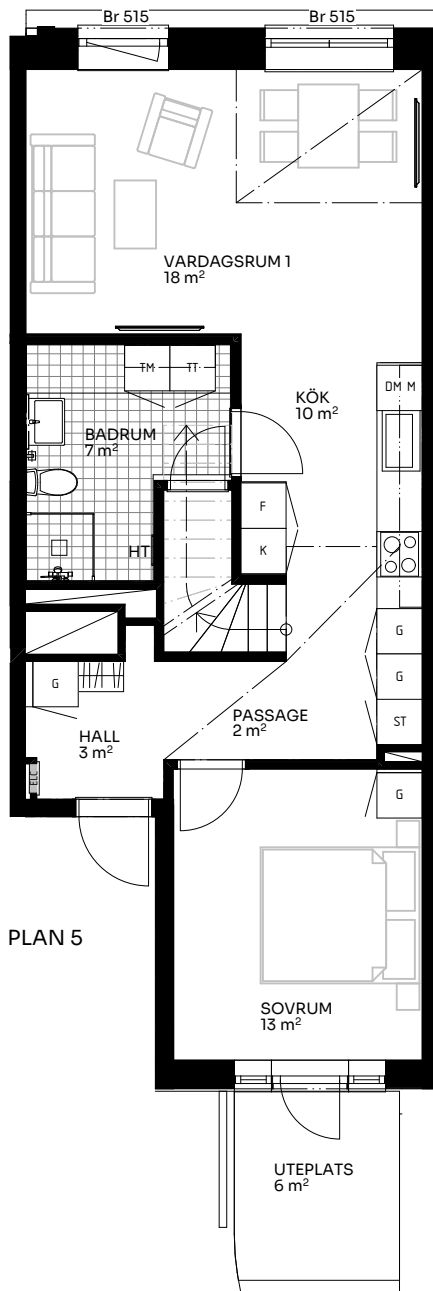 Br 515
Br 515
VARDAGSRUM 1
18 m²
TM
TT
DM M
KÖK
10 m²
BADRUM
7 m²
F
K
HT
G
G
ST
G
PASSAGE
2 m²
HALL
3 m²
ELC
G
PLAN 5
SOVRUM
13 m²
UTEPLATS
6 m²